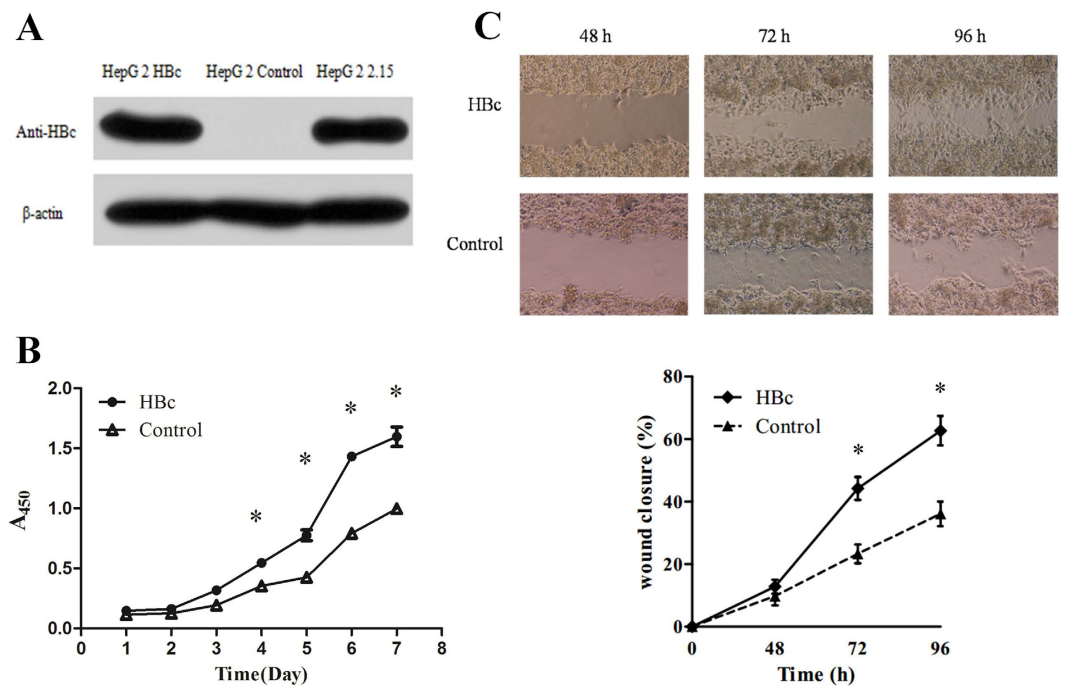 A
HepG 2 HBc HepG 2 Control HepG 2 2.15
Anti-HBc
β-actin
C
48 h 72 h 96 h
HBc
Control
B
2.0
1.5
1.0
0.5
0.0
A450
HBc
Control
* * * *
0 1 2 3 4 5 6 7 8
Time(Day)
80
60
40
20
0
wound closure (%)
HBc
Control
* *
0 48 72 96
Time (h)